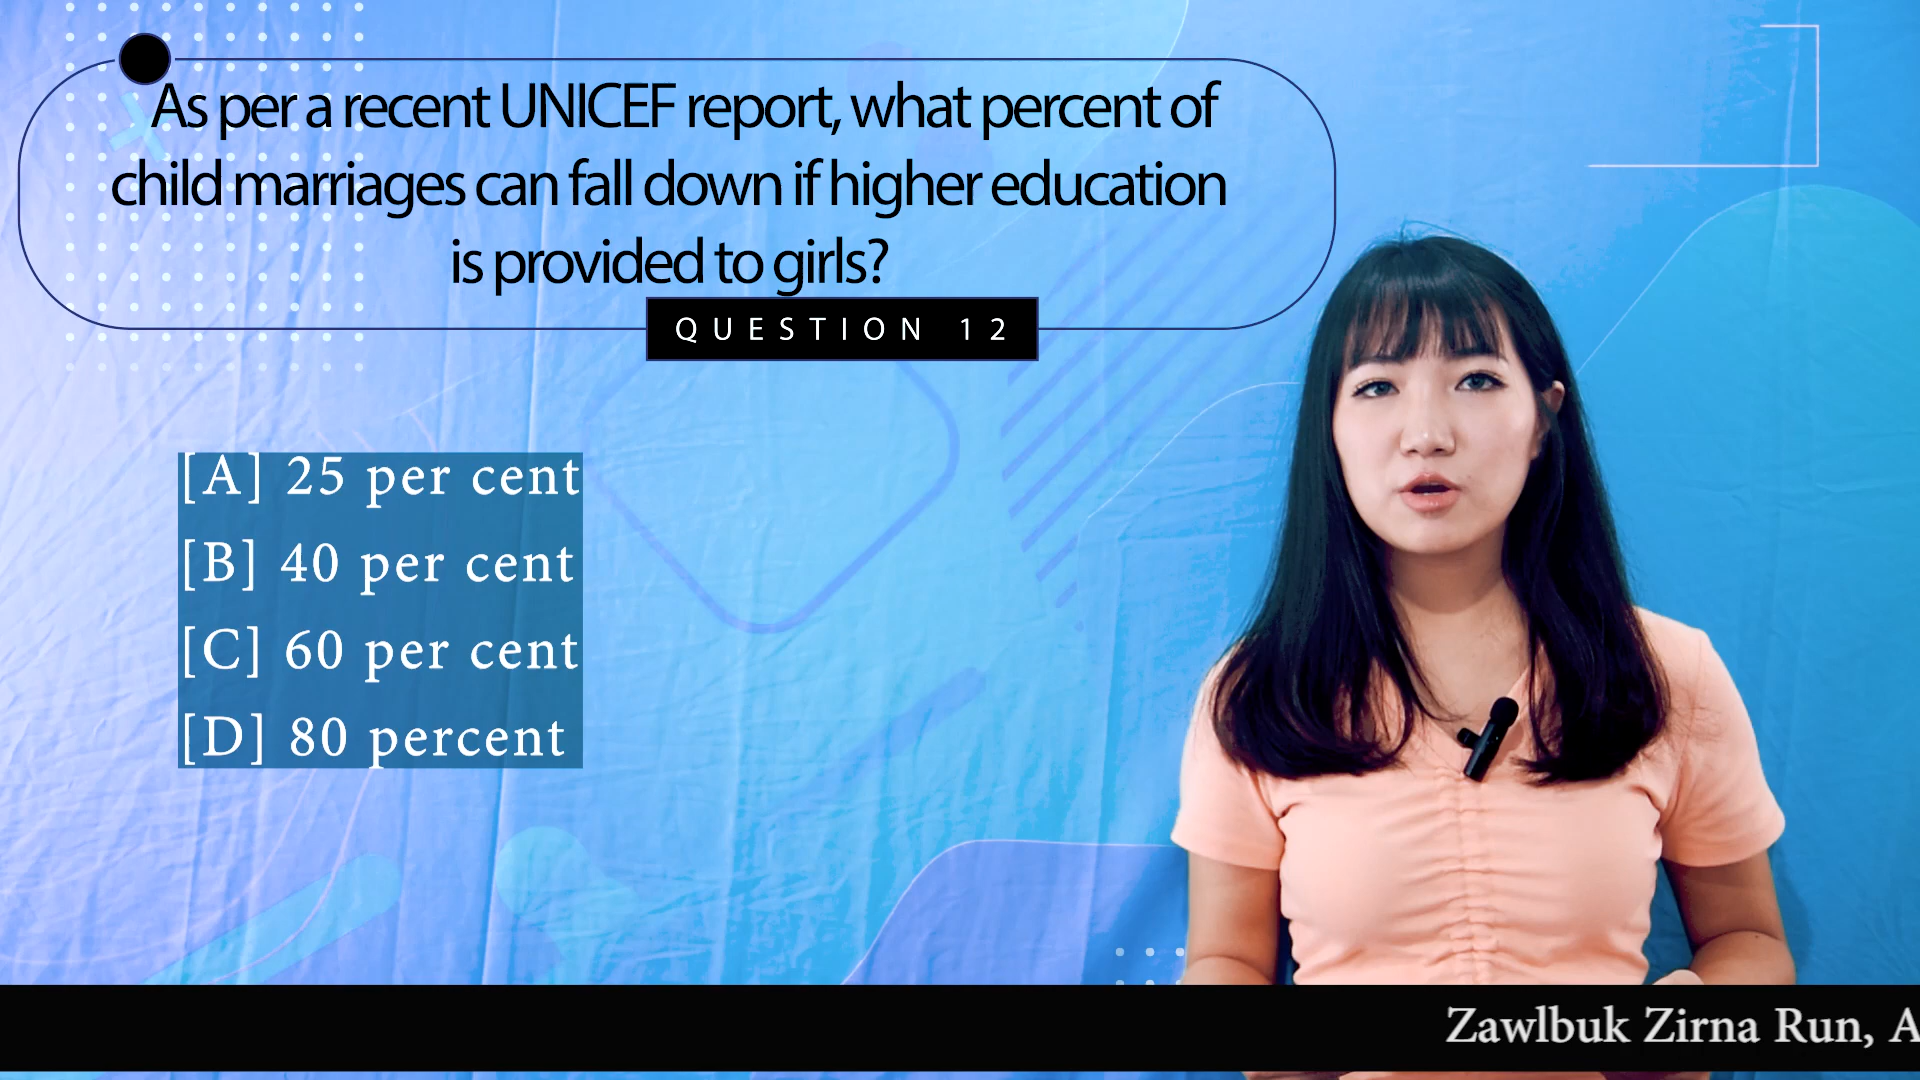 As per a recent UNICEF report, what percent of
child marriages can fall down if higher education
is provided to girls?
QUESTION 12
[A] 25 per cent
[B] 40 per cent
[C] 60 per cent
[D] 80 percent
Zawlbuk Zirna Run, A